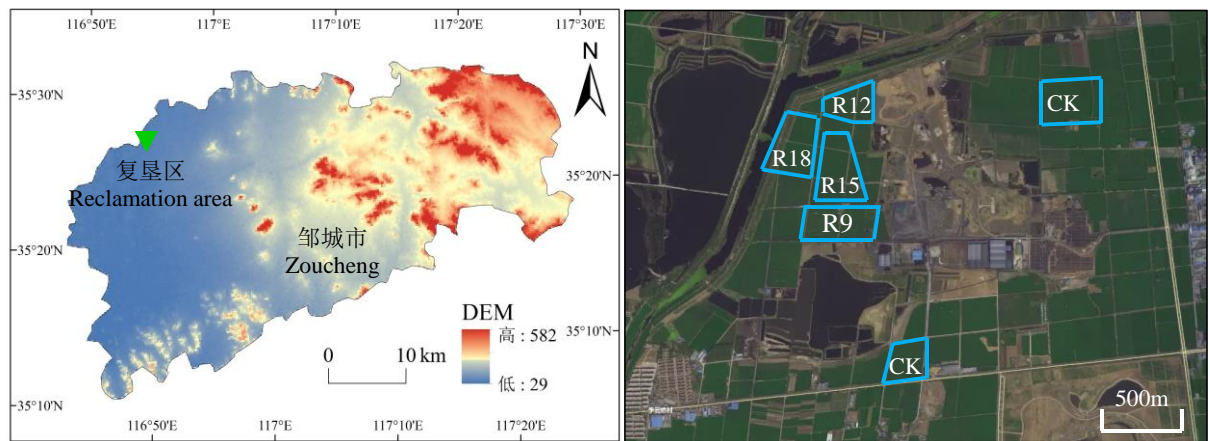 116°50′E
117°E
117°10′E
117°20′E
117°30′E
N
35°30′N
35°20′N
复垦区
Reclamation area
35°20′N
邹城市
Zoucheng
DEM
高 : 582
低 : 29
0
10 km
35°10′N
35°10′N
116°50′E
117°E
117°10′E
117°20′E
R12
CK
R18
R15
R9
CK
500m